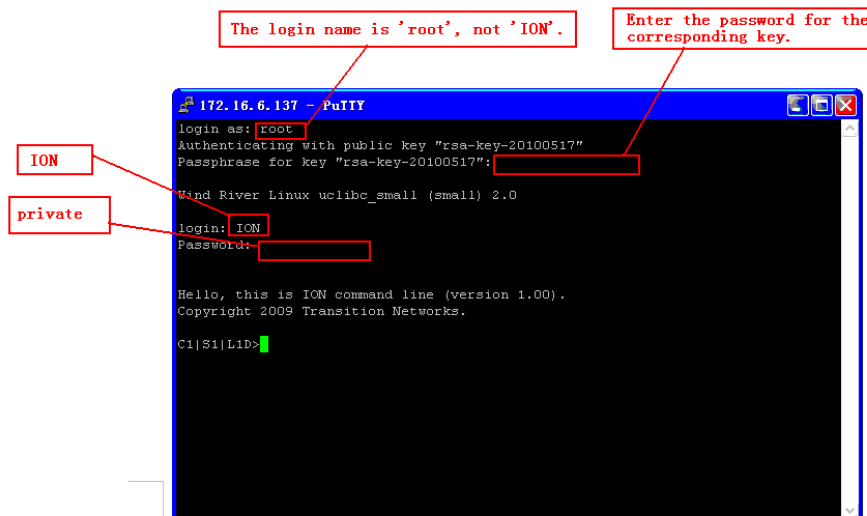 The login name is 'root', not 'ION'.
Enter the password for the
corresponding key.
172.16.6.137 - PuTTY
login as: root
Authenticating with public key "rsa-key-20100517"
Passphrase for key "rsa-key-20100517":
ION
Wind River Linux uclibc_small (small) 2.0
private
login: ION
Password:
Hello, this is ION command line (version 1.00).
Copyright 2009 Transition Networks.
C1|S1|L1D>